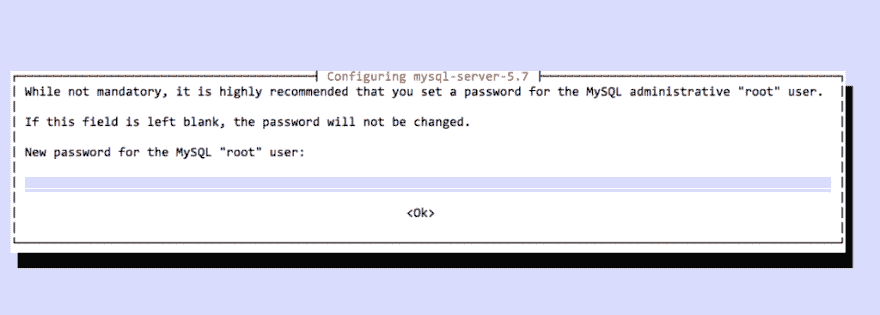 Configuring mysql-server-5.7
While not mandatory, it is highly recommended that you set a password for the MySQL administrative "root" user.
If this field is left blank, the password will not be changed.
New password for the MySQL "root" user:
<Ok>